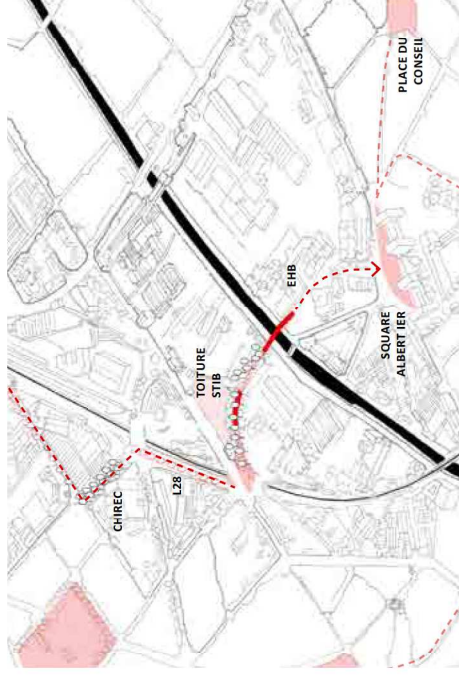 PLACE DU
CONSEIL
EHB
SQUARE
ALBERT IER
TOITURE
STIB
L28
CHIREC